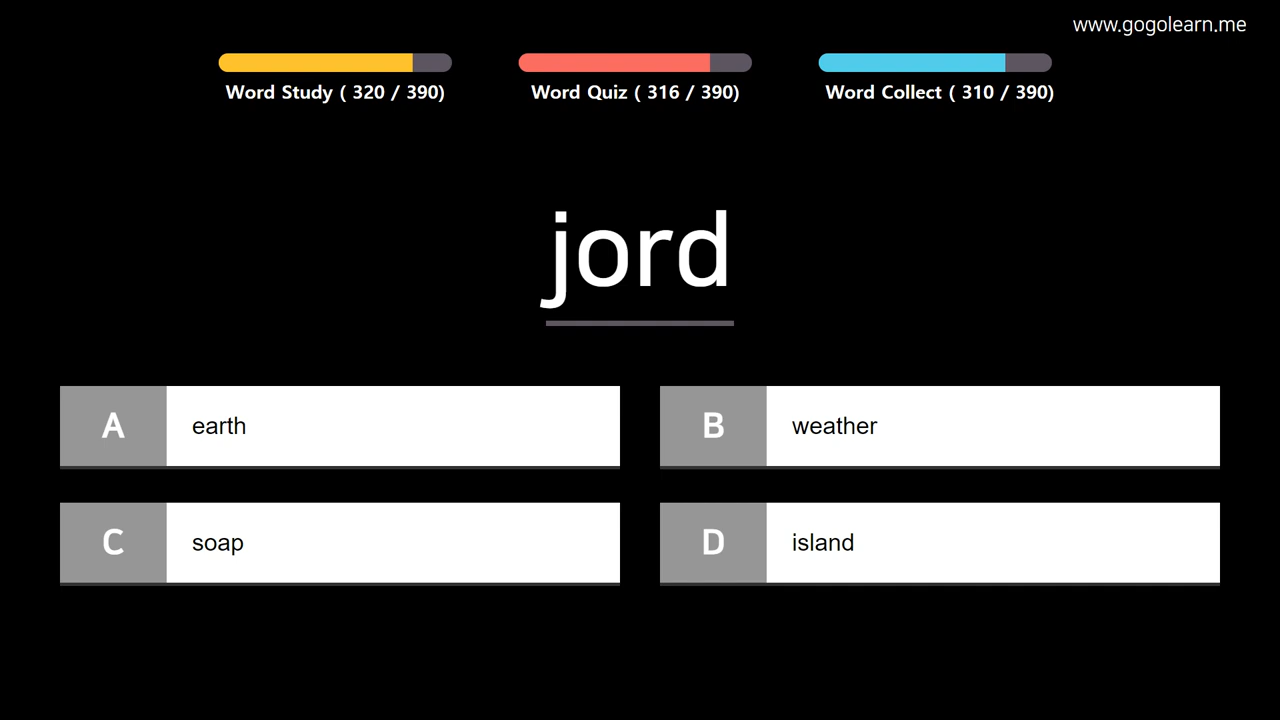 www.gogolearn.me
Word Study ( 320 / 390)
Word Quiz ( 316 / 390)
Word Collect ( 310 / 390)
jord
A earth
B weather
C soap
D island